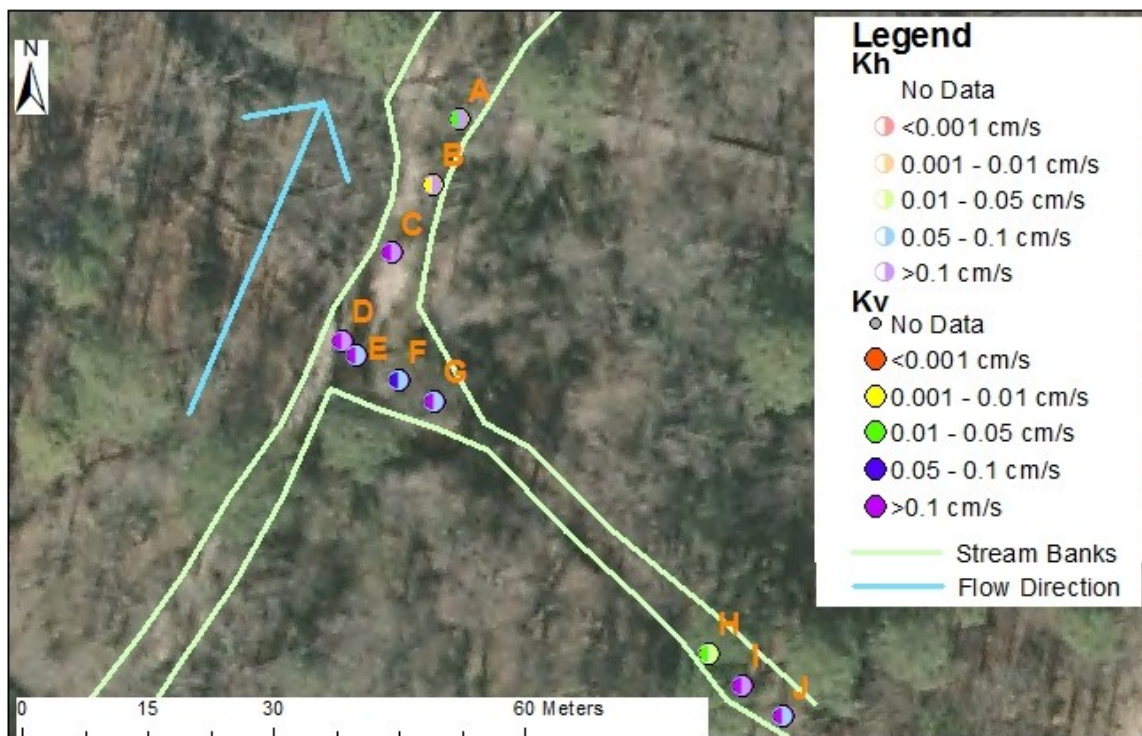 N
A
B
C
D
E
F
G
H
I
J
Legend
Kh
No Data
<0.001 cm/s
0.001 - 0.01 cm/s
0.01 - 0.05 cm/s
0.05 - 0.1 cm/s
>0.1 cm/s
Kv
No Data
<0.001 cm/s
0.001 - 0.01 cm/s
0.01 - 0.05 cm/s
0.05 - 0.1 cm/s
>0.1 cm/s
Stream Banks
Flow Direction
0 15 30 60 Meters